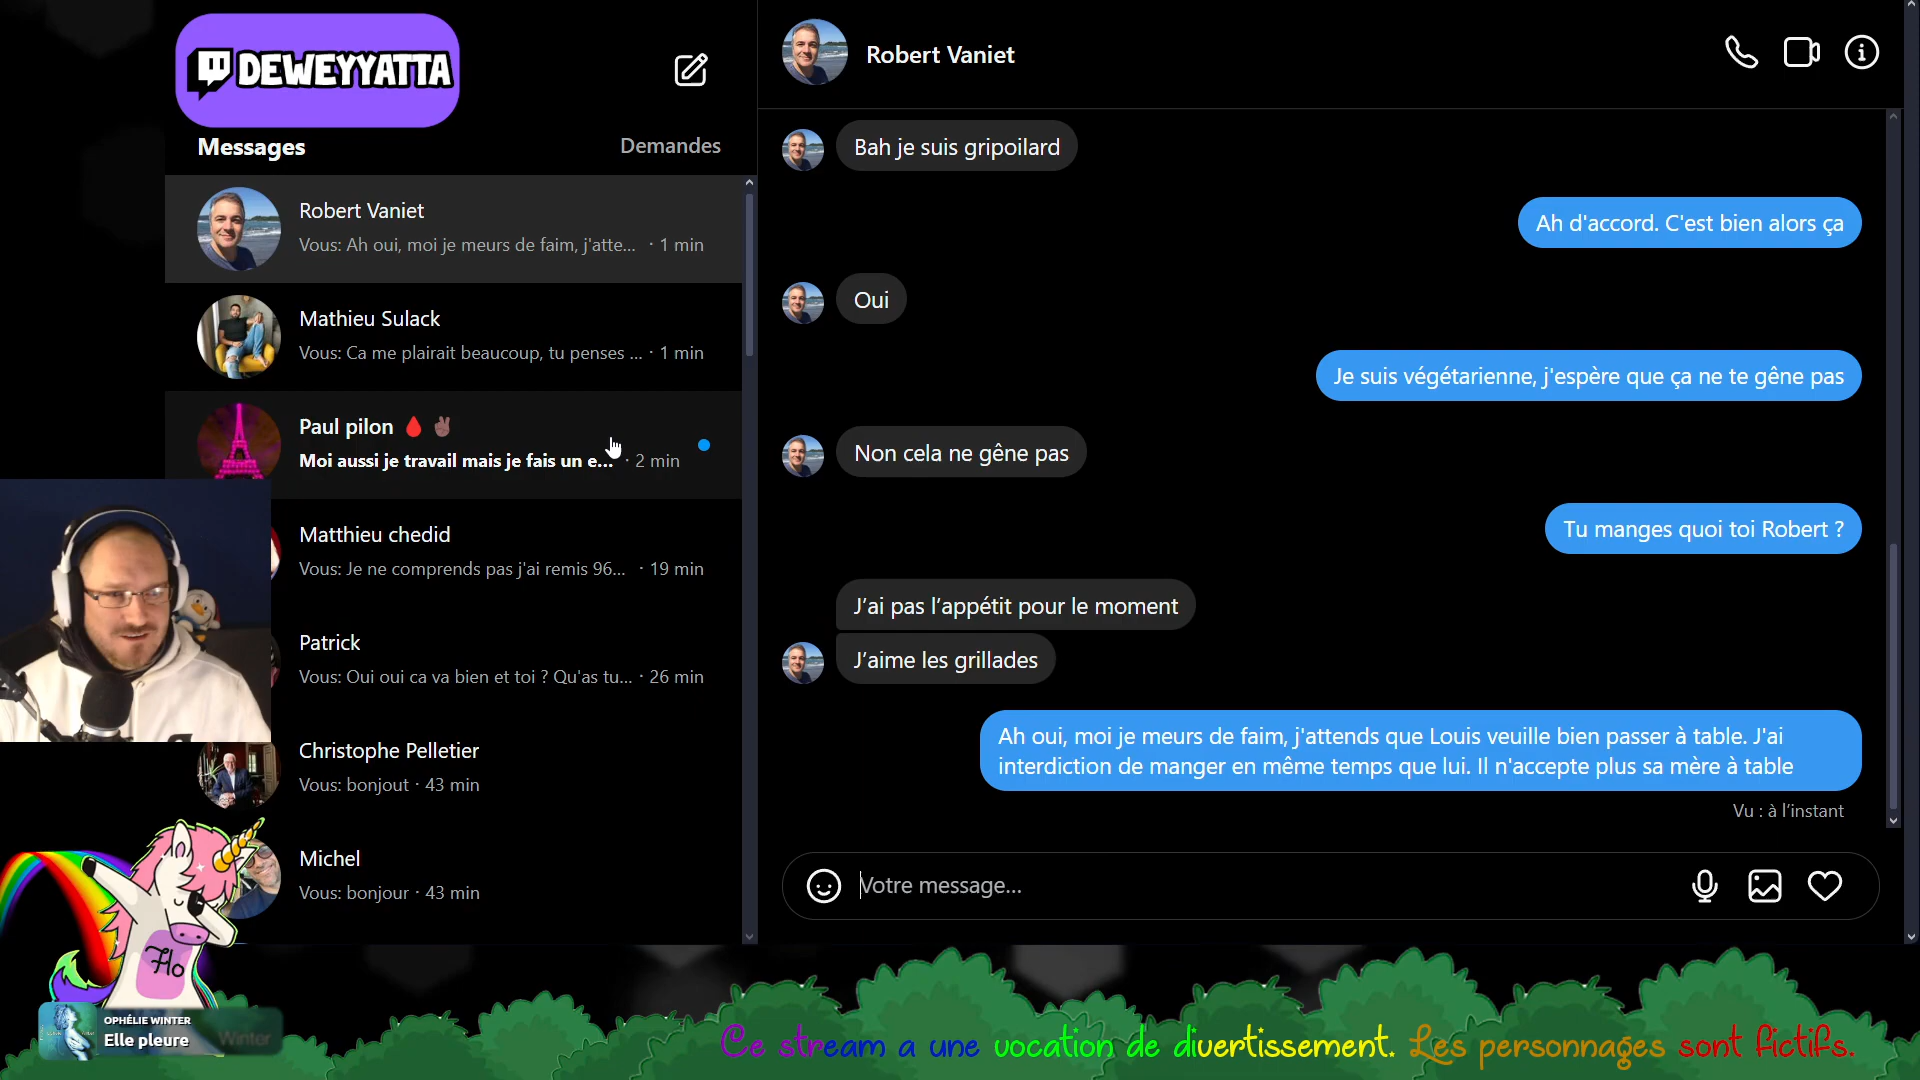 DEWEYYATTA
Messages
Demandes
Robert Vaniet
Vous: Ah oui, moi je meurs de faim, j'atte... · 1 min
Mathieu Sulack
Vous: Ca me plairait beaucoup, tu penses ... · 1 min
Paul pilon 🩸 ✌🏿
Moi aussi je travail mais je fais un e... · 2 min
Matthieu chedid
Vous: Je ne comprends pas j'ai remis 96... · 19 min
Patrick
Vous: Oui oui ca va bien et toi ? Qu'as tu... · 26 min
Christophe Pelletier
Vous: bonjout · 43 min
Michel
Vous: bonjour · 43 min
Robert Vaniet
Bah je suis gripoilard
Ah d'accord. C'est bien alors ça
Oui
Je suis végétarienne, j'espère que ça ne te gêne pas
Non cela ne gêne pas
Tu manges quoi toi Robert ?
J’ai pas l’appétit pour le moment
J’aime les grillades
Ah oui, moi je meurs de faim, j'attends que Louis veuille bien passer à table. J'ai
interdiction de manger en même temps que lui. Il n'accepte plus sa mère à table
Vu : à l’instant
Votre message...
Flo
OPHÉLIE WINTER
Elle pleure
Winter
Ce stream a une vocation de divertissement. Les personnages sont fictifs.